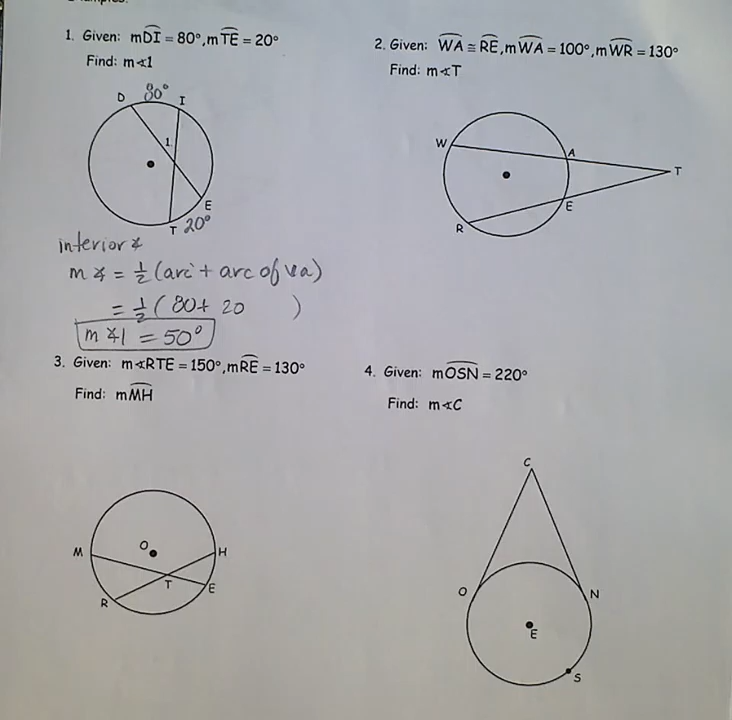 1. Given: mDI = 80°, mTE = 20°
Find: m∢1
D 80° I
1
E
T 20°
interior ∢
m ∢ = ½ (arc + arc of va)
= ½ ( 80 + 20 )
m ∢1 = 50°
2. Given: WA ≅ RE, mWA = 100°, mWR = 130°
Find: m∢T
W
A
T
E
R
3. Given: m∢RTE = 150°, mRE = 130°
Find: mMH
O
M
H
T
E
R
4. Given: mOSN = 220°
Find: m∢C
C
O
N
E
S